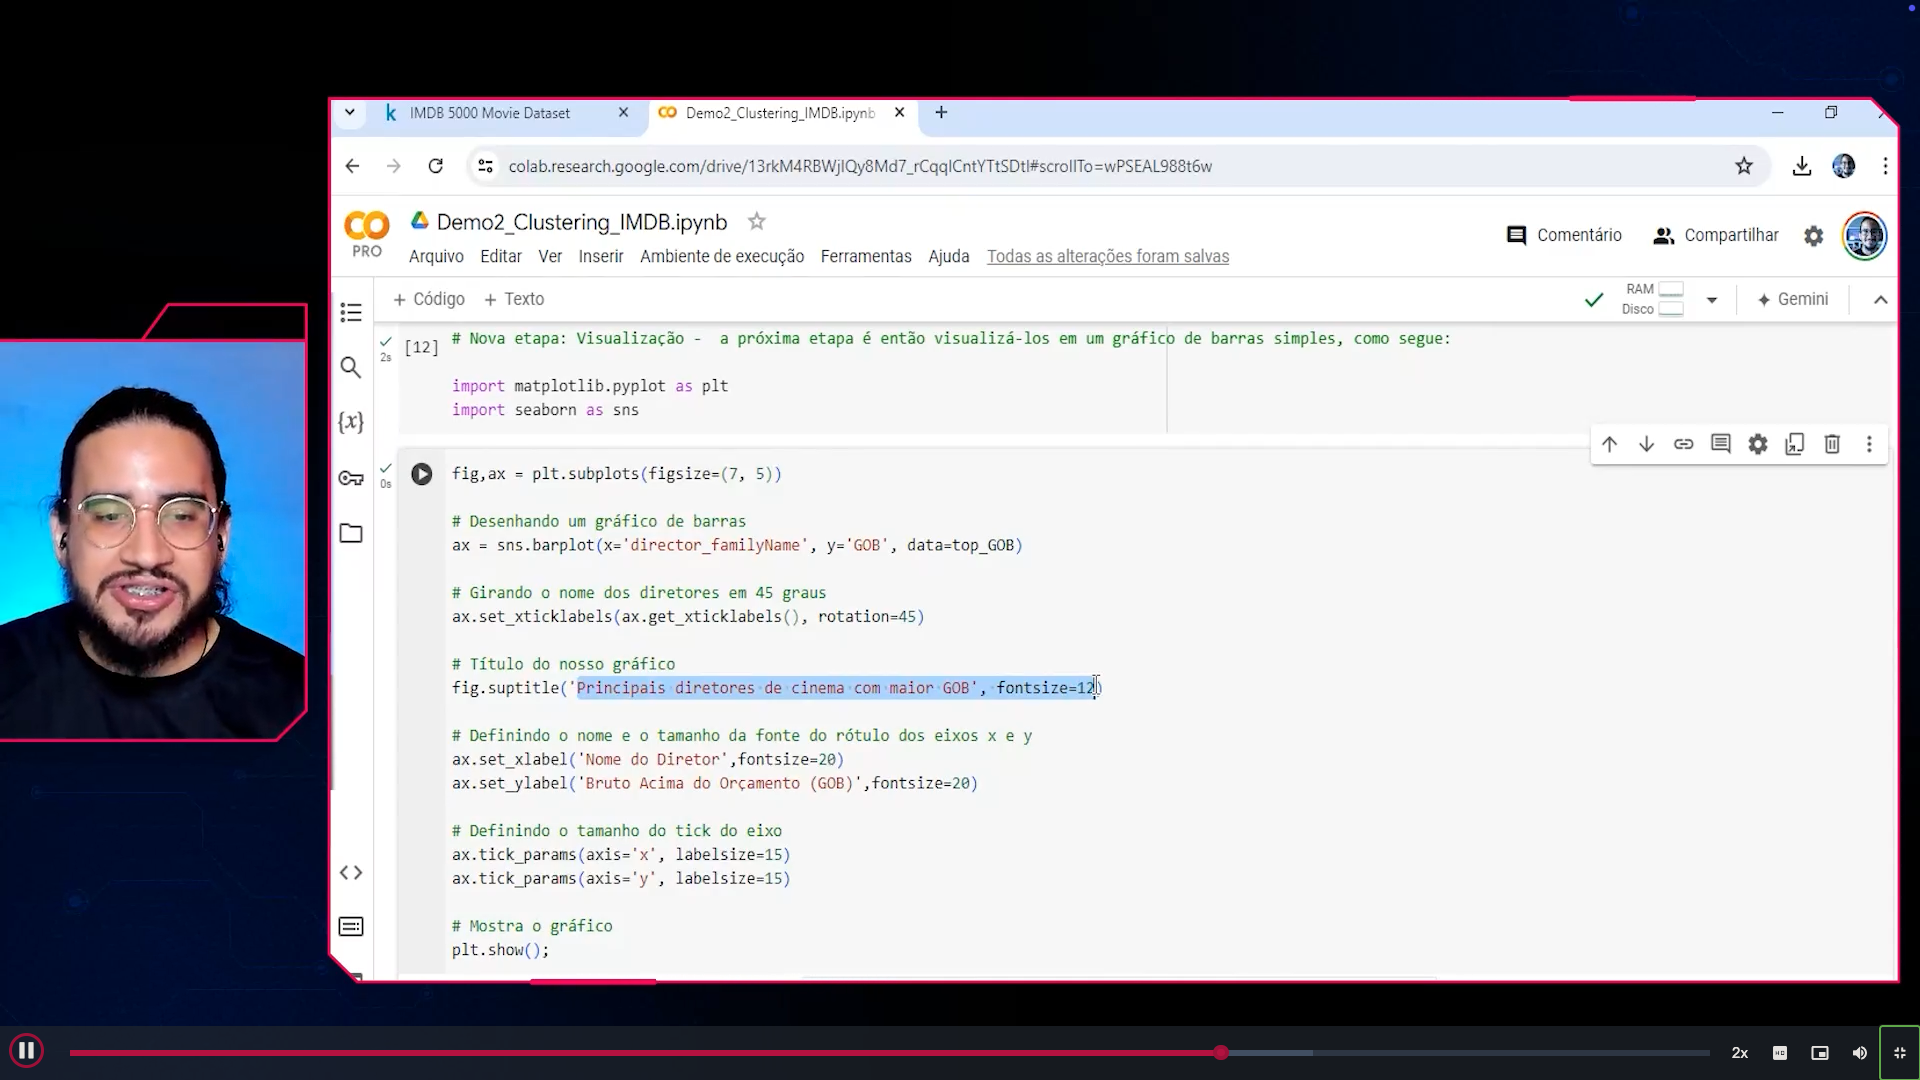 IMDB 5000 Movie Dataset
Demo2_Clustering_IMDB.ipynb
colab.research.google.com/drive/13rkM4RBWjlQy8Md7_rCqqlCntYTtSDtl#scrollTo=wPSEAL988t6w
CO
PRO
Demo2_Clustering_IMDB.ipynb
Comentário
Compartilhar
Arquivo Editar Ver Inserir Ambiente de execução Ferramentas Ajuda Todas as alterações foram salvas
+ Código + Texto
RAM
Disco
Gemini
2s
[12]
# Nova etapa: Visualização -  a próxima etapa é então visualizá-los em um gráfico de barras simples, como segue:
import matplotlib.pyplot as plt
import seaborn as sns
0s
fig,ax = plt.subplots(figsize=(7, 5))
# Desenhando um gráfico de barras
ax = sns.barplot(x='director_familyName', y='GOB', data=top_GOB)
# Girando o nome dos diretores em 45 graus
ax.set_xticklabels(ax.get_xticklabels(), rotation=45)
# Título do nosso gráfico
fig.suptitle('Principais diretores de cinema com maior GOB', fontsize=12)
# Definindo o nome e o tamanho da fonte do rótulo dos eixos x e y
ax.set_xlabel('Nome do Diretor',fontsize=20)
ax.set_ylabel('Bruto Acima do Orçamento (GOB)',fontsize=20)
# Definindo o tamanho do tick do eixo
ax.tick_params(axis='x', labelsize=15)
ax.tick_params(axis='y', labelsize=15)
# Mostra o gráfico
plt.show();
2x